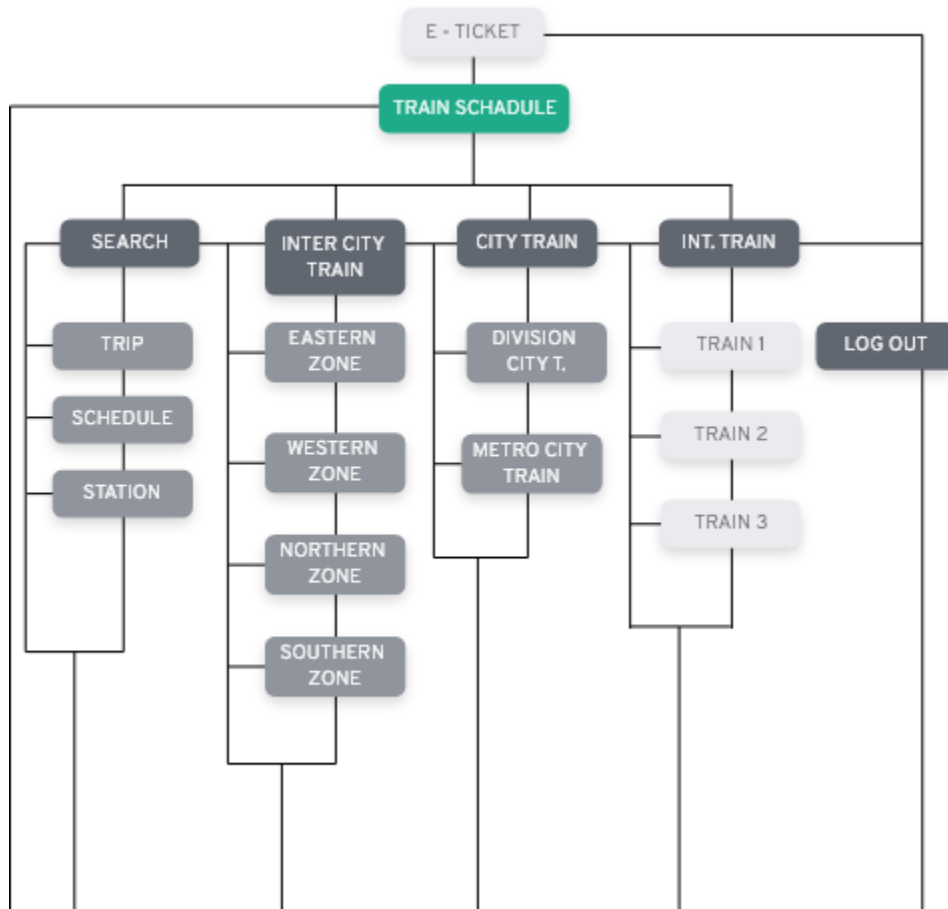 E - TICKET
TRAIN SCHADULE
SEARCH
INTER CITY
TRAIN
CITY TRAIN
INT. TRAIN
TRIP
SCHEDULE
STATION
EASTERN
ZONE
WESTERN
ZONE
NORTHERN
ZONE
SOUTHERN
ZONE
DIVISION
CITY T.
METRO CITY
TRAIN
TRAIN 1
TRAIN 2
TRAIN 3
LOG OUT